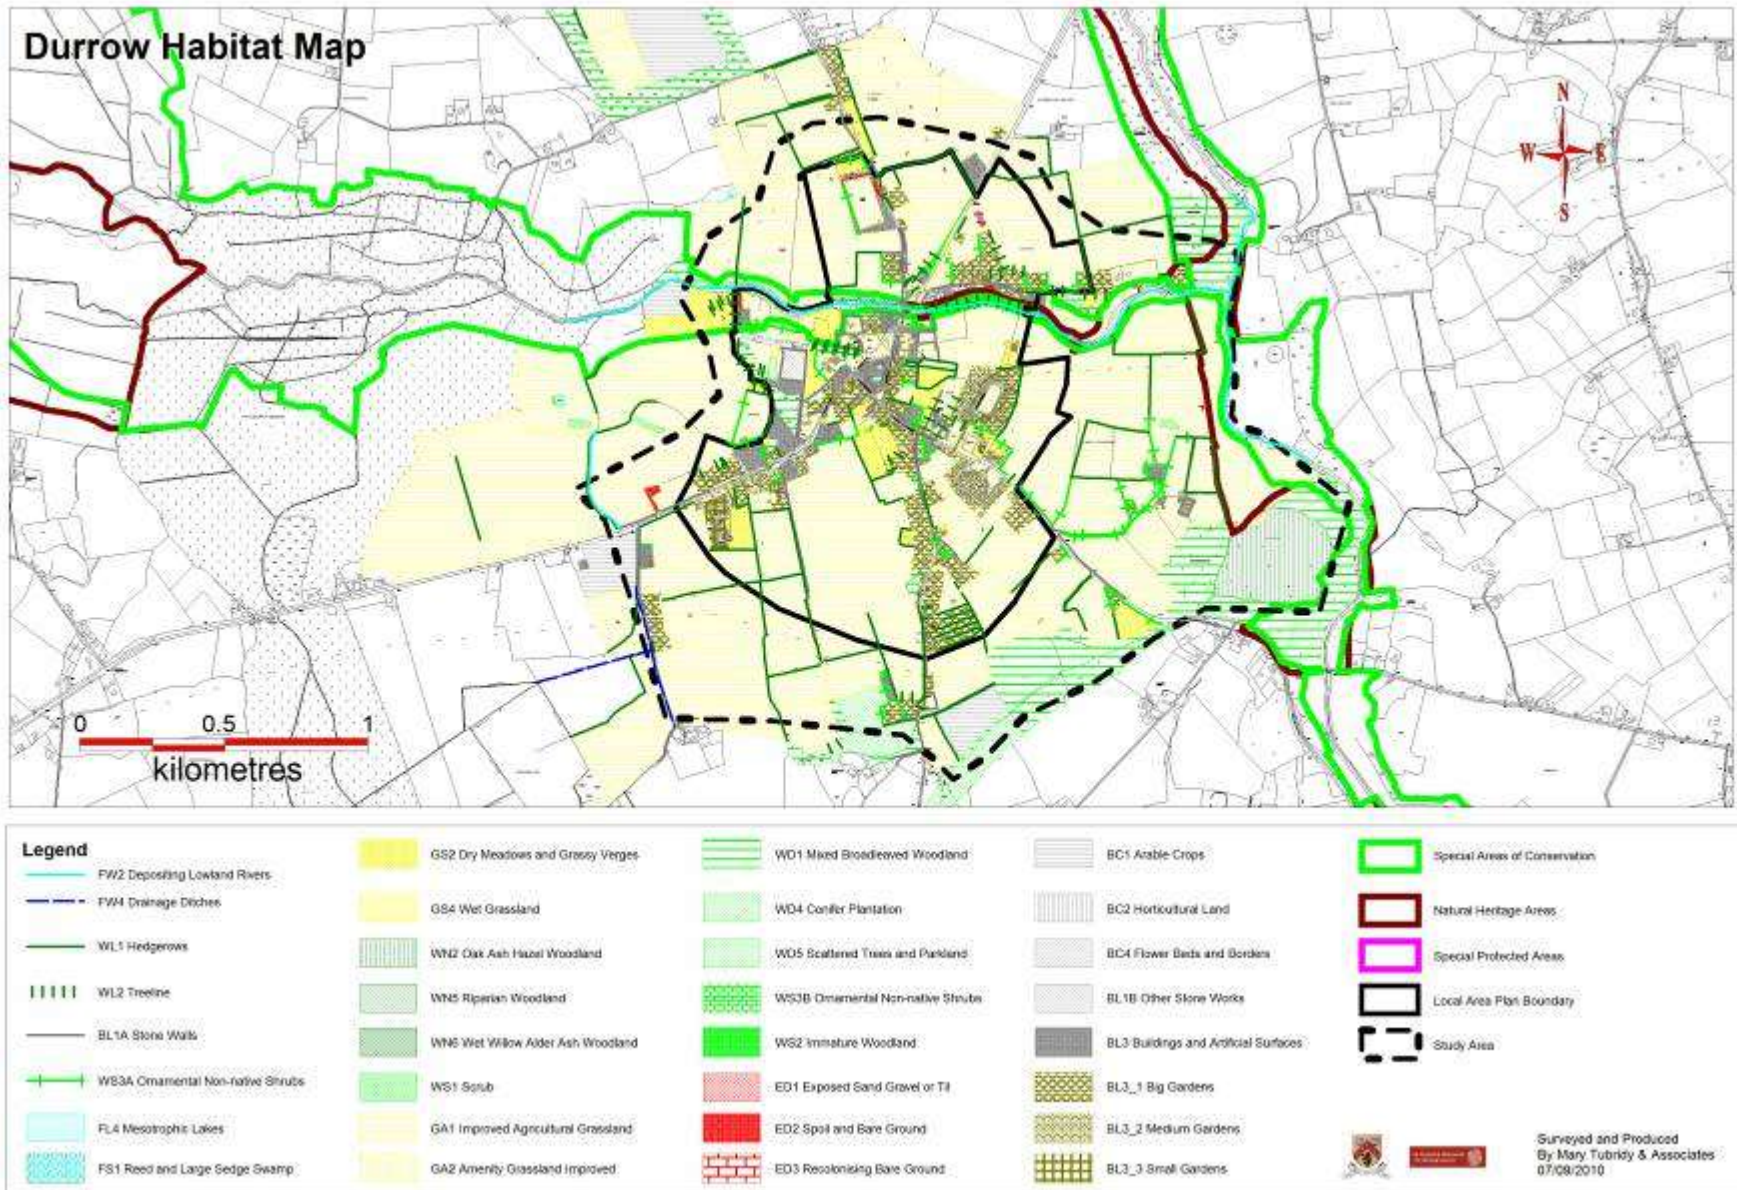 Durrow Habitat Map
N
W E
S
0 0.5 1
kilometres
Legend
FW2 Depositing Lowland Rivers
FW4 Drainage Ditches
WL1 Hedgerows
WL2 Treeline
BL1A Stone Walls
WS3A Ornamental Non-native Shrubs
FL4 Mesotrophic Lakes
FS1 Reed and Large Sedge Swamp
GS2 Dry Meadows and Grassy Verges
GS4 Wet Grassland
WN2 Oak Ash Hazel Woodland
WN5 Riparian Woodland
WN6 Wet Willow Alder Ash Woodland
WS1 Scrub
GA1 Improved Agricultural Grassland
GA2 Amenity Grassland Improved
WD1 Mixed Broadleaved Woodland
WD4 Conifer Plantation
WD5 Scattered Trees and Parkland
WS3B Ornamental Non-native Shrubs
WS2 Immature Woodland
ED1 Exposed Sand Gravel or Til
ED2 Spoil and Bare Ground
ED3 Recolonising Bare Ground
BC1 Arable Crops
BC2 Horticultural Land
BC4 Flower Beds and Borders
BL1B Other Stone Works
BL3 Buildings and Artificial Surfaces
BL3_1 Big Gardens
BL3_2 Medium Gardens
BL3_3 Small Gardens
Special Areas of Conservation
Natural Heritage Areas
Special Protected Areas
Local Area Plan Boundary
Study Area
Surveyed and Produced
By Mary Tubridy & Associates
07/09/2010